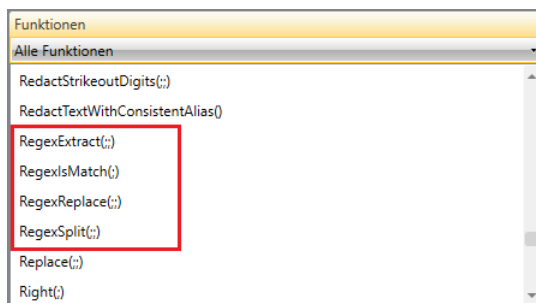 Funktionen
Alle Funktionen
RedactStrikeoutDigits(;;)
RedactTextWithConsistentAlias()
RegexExtract(;;)
RegexIsMatch(;)
RegexReplace(;;)
RegexSplit(;;)
Replace(;;)
Right(;)